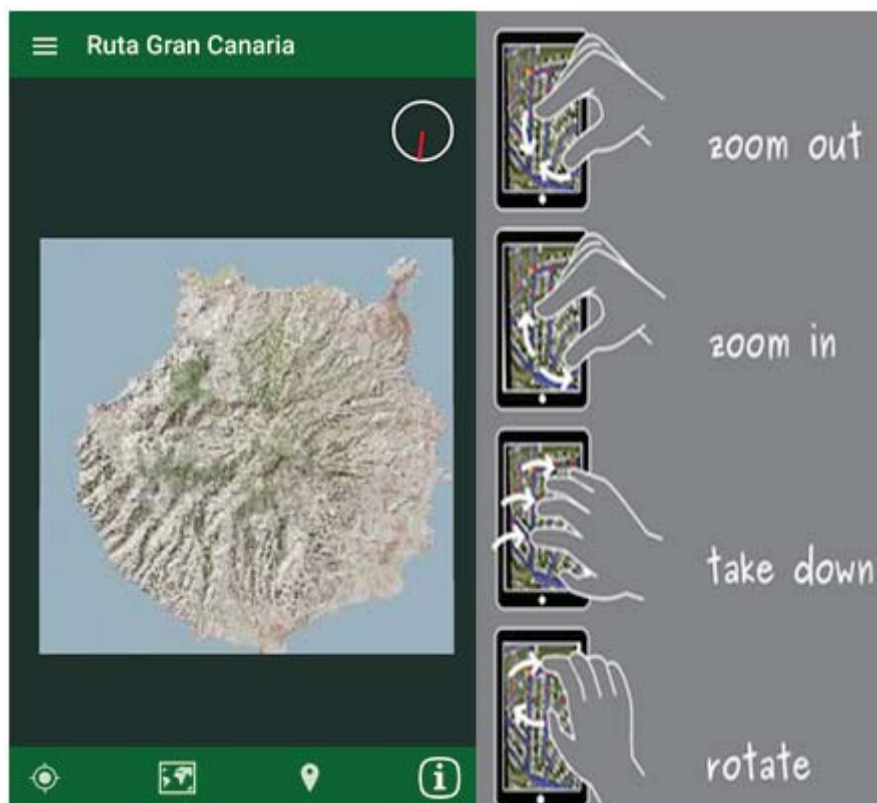 Ruta Gran Canaria
zoom out
zoom in
take down
rotate
i